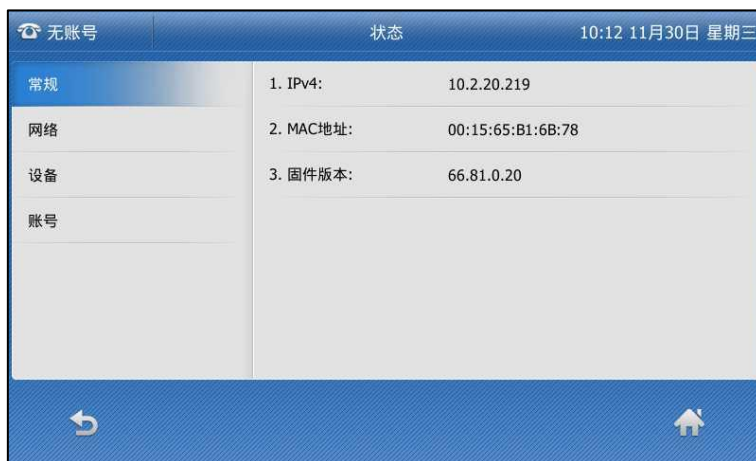 无账号 状态 10:12 11月30日 星期三
常规
网络
设备
账号
1. IPv4: 10.2.20.219
2. MAC地址: 00:15:65:B1:6B:78
3. 固件版本: 66.81.0.20